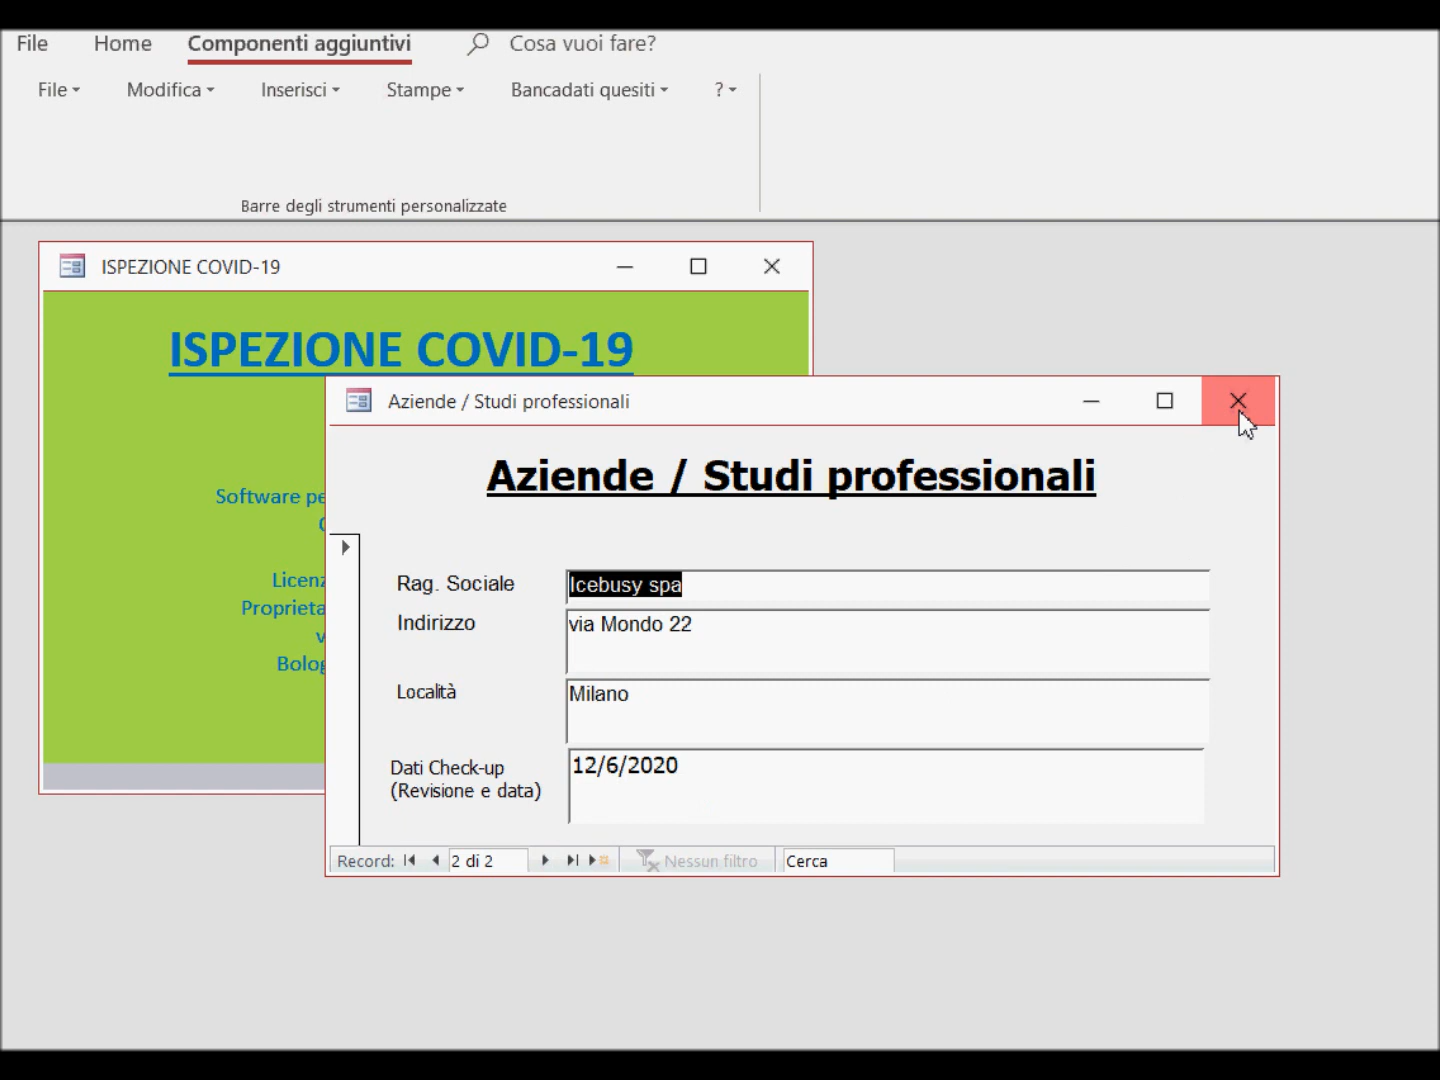 File Home Componenti aggiuntivi Cosa vuoi fare?
File Modifica Inserisci Stampe Bancadati quesiti ?
Barre degli strumenti personalizzate
ISPEZIONE COVID-19
ISPEZIONE COVID-19
Software pe
Licenz
Proprieta
v
Bolog
Aziende / Studi professionali
Aziende / Studi professionali
Rag. Sociale Icebusy spa
Indirizzo via Mondo 22
Località Milano
Dati Check-up 12/6/2020
(Revisione e data)
Record: 2 di 2 Nessun filtro Cerca